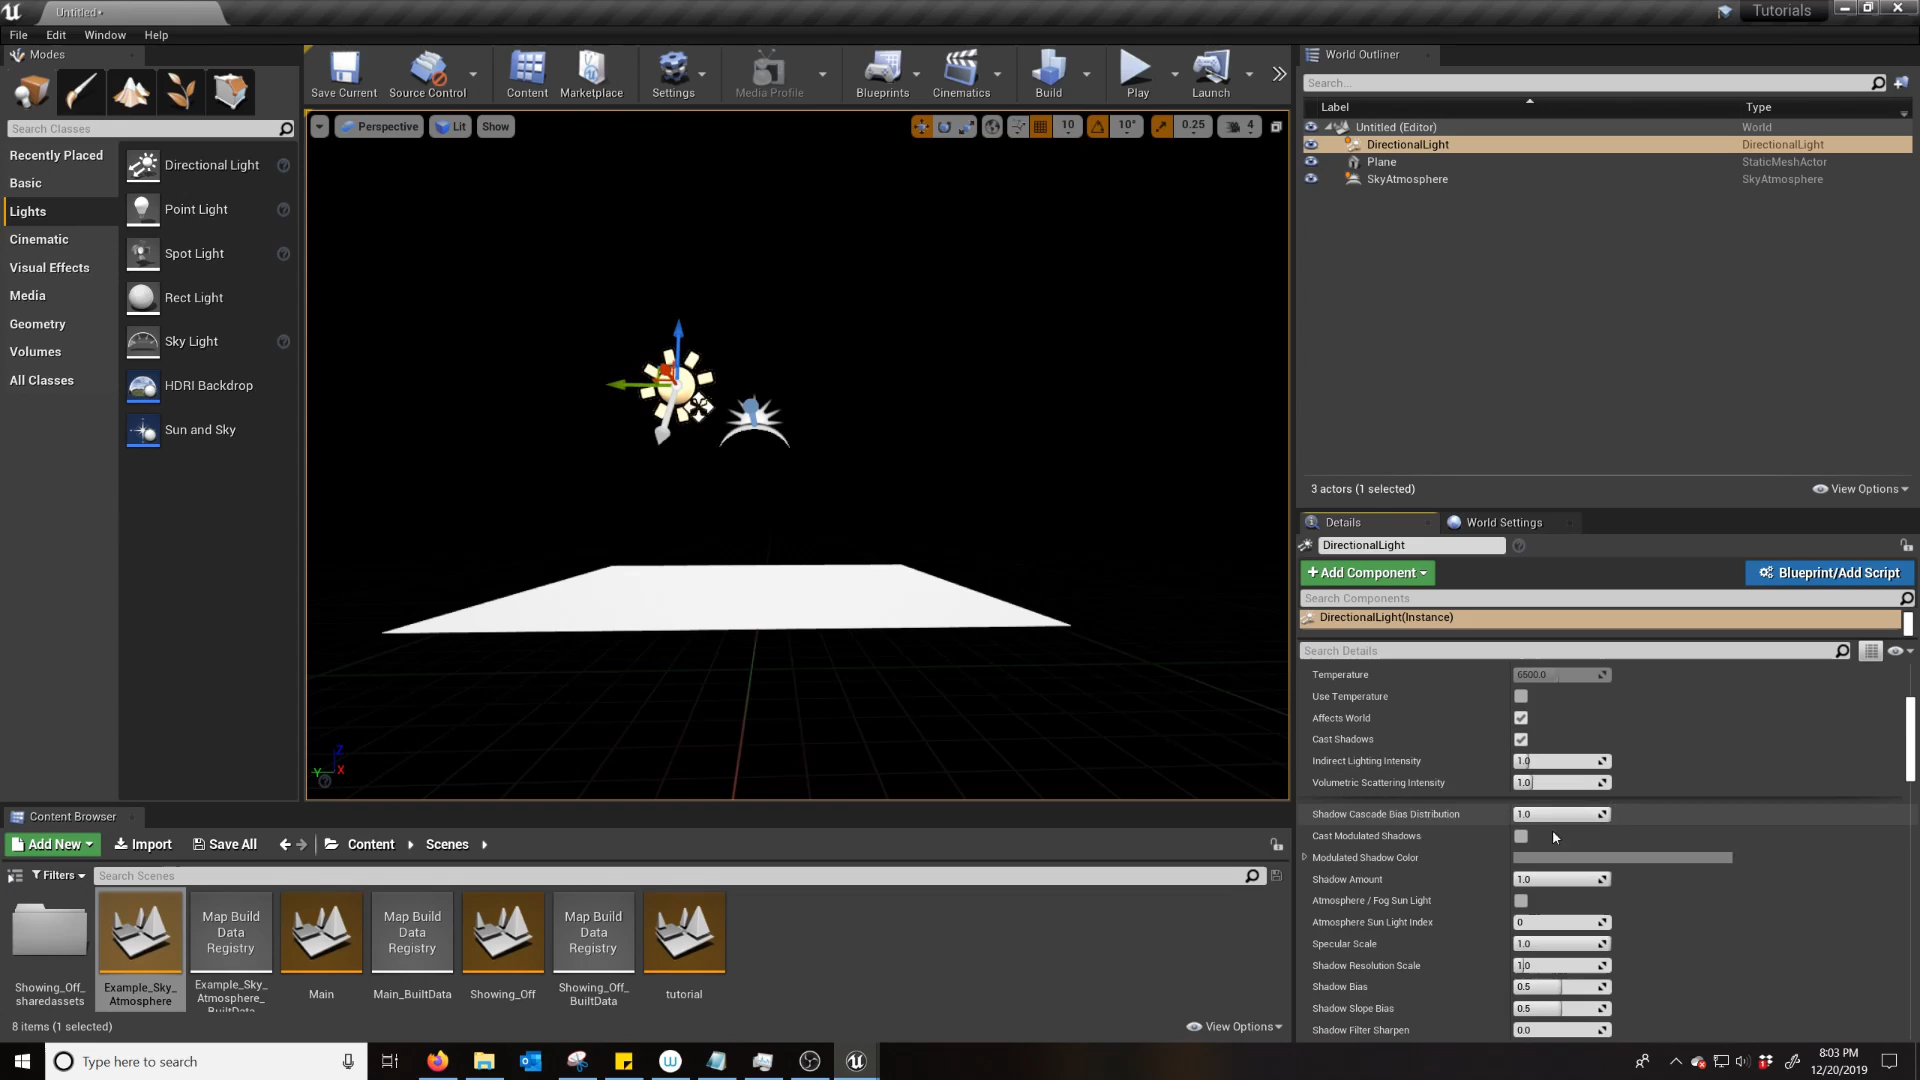 Untitled•
Tutorials
File Edit Window Help
Modes
Search Classes
Recently Placed
Basic
Lights
Cinematic
Visual Effects
Media
Geometry
Volumes
All Classes
Directional Light
Point Light
Spot Light
Rect Light
Sky Light
HDRI Backdrop
Sun and Sky
Save Current Source Control Content Marketplace Settings Media Profile Blueprints Cinematics Build Play Launch
Perspective Lit Show 10 10° 0.25 4
Z
Y X
World Outliner
Search...
Label Type
Untitled (Editor) World
DirectionalLight DirectionalLight
Plane StaticMeshActor
SkyAtmosphere SkyAtmosphere
3 actors (1 selected) View Options
Details World Settings
DirectionalLight
+Add Component Blueprint/Add Script
Search Components
DirectionalLight(Instance)
Search Details
Temperature 6500.0
Use Temperature
Affects World
Cast Shadows
Indirect Lighting Intensity 1.0
Volumetric Scattering Intensity 1.0
Shadow Cascade Bias Distribution 1.0
Cast Modulated Shadows
Modulated Shadow Color
Shadow Amount 1.0
Atmosphere / Fog Sun Light
Atmosphere Sun Light Index 0
Specular Scale 1.0
Shadow Resolution Scale 1.0
Shadow Bias 0.5
Shadow Slope Bias 0.5
Shadow Filter Sharpen 0.0
Content Browser
Add New Import Save All Content Scenes
Filters Search Scenes
Map Build Data Registry
Map Build Data Registry
Map Build Data Registry
Showing_Off_sharedassets
Example_Sky_Atmosphere
Example_Sky_Atmosphere_BuiltData
Main
Main_BuiltData
Showing_Off
Showing_Off_BuiltData
tutorial
8 items (1 selected) View Options
Type here to search
8:03 PM
12/20/2019